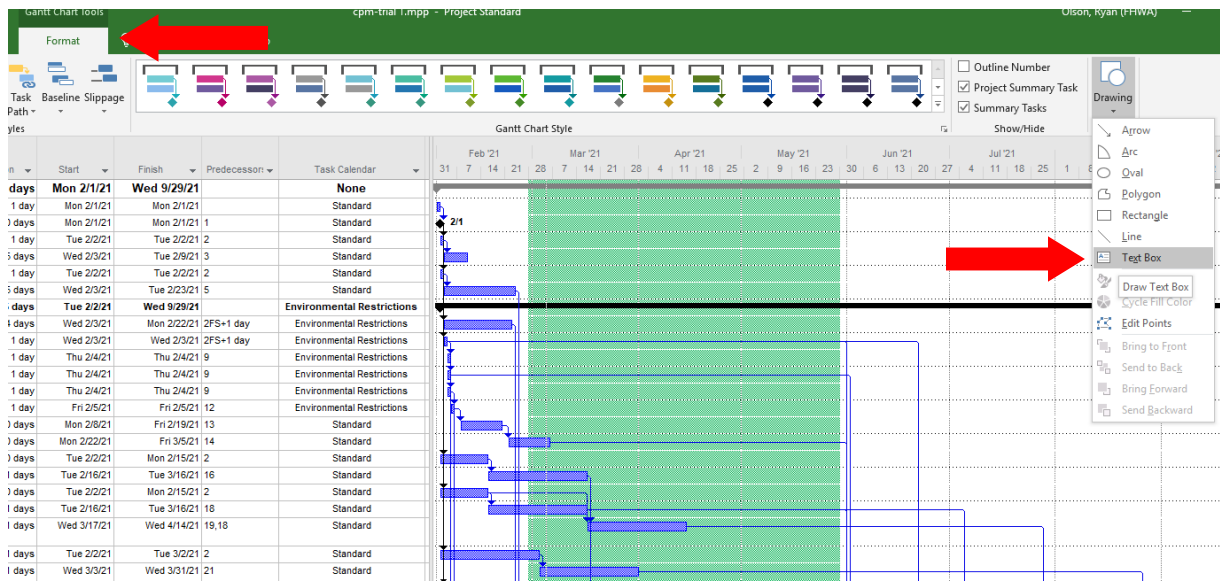 Gantt Chart Tools
cpm-trial 1.mpp - Project Standard
Olson, Ryan (FHWA)
Format
Task Path
Baseline
Slippage
Gantt Chart Style
Outline Number
Project Summary Task
Summary Tasks
Show/Hide
Drawing
Start Finish Predecessors Task Calendar
Feb '21 Mar '21 Apr '21 May '21 Jun '21 Jul '21
31 7 14 21 28 7 14 21 28 4 11 18 25 2 9 16 23 30 6 13 20 27 4 11 18 25 1
days Mon 2/1/21 Wed 9/29/21 None
1 day Mon 2/1/21 Mon 2/1/21 Standard
days Mon 2/1/21 Mon 2/1/21 1 Standard 2/1
1 day Tue 2/2/21 Tue 2/2/21 2 Standard
days Wed 2/3/21 Tue 2/9/21 3 Standard
1 day Tue 2/2/21 Tue 2/2/21 2 Standard
days Wed 2/3/21 Tue 2/23/21 5 Standard
days Tue 2/2/21 Wed 9/29/21 Environmental Restrictions
days Wed 2/3/21 Mon 2/22/21 2FS+1 day Environmental Restrictions
1 day Wed 2/3/21 Wed 2/3/21 2FS+1 day Environmental Restrictions
1 day Thu 2/4/21 Thu 2/4/21 9 Environmental Restrictions
1 day Thu 2/4/21 Thu 2/4/21 9 Environmental Restrictions
1 day Thu 2/4/21 Thu 2/4/21 9 Environmental Restrictions
1 day Fri 2/5/21 Fri 2/5/21 12 Environmental Restrictions
days Mon 2/8/21 Fri 2/19/21 13 Standard
days Mon 2/22/21 Fri 3/5/21 14 Standard
days Tue 2/2/21 Mon 2/15/21 2 Standard
days Tue 2/16/21 Tue 3/16/21 16 Standard
days Tue 2/2/21 Mon 2/15/21 2 Standard
days Tue 2/16/21 Tue 3/16/21 18 Standard
days Wed 3/17/21 Wed 4/14/21 19,18 Standard
days Tue 2/2/21 Tue 3/2/21 2 Standard
days Wed 3/3/21 Wed 3/31/21 21 Standard
Arrow
Arc
Oval
Polygon
Rectangle
Line
Text Box
Draw Text Box
Cycle Fill Color
Edit Points
Bring to Front
Send to Back
Bring Forward
Send Backward